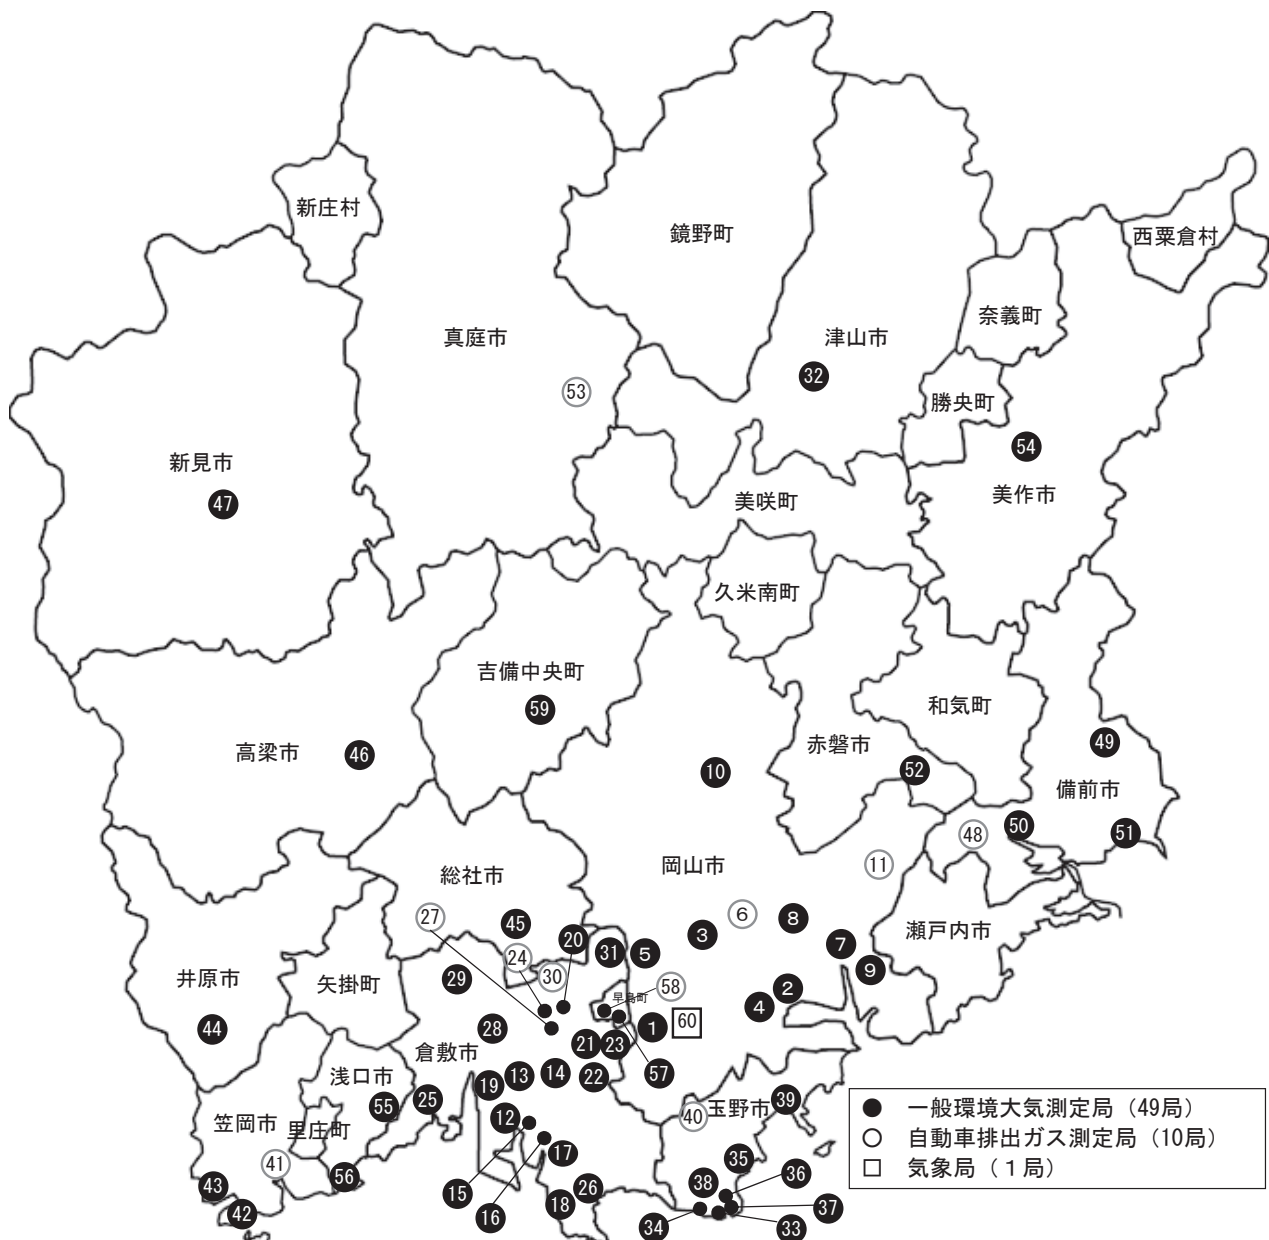 新庄村
鏡野町
西粟倉村
奈義町
真庭市
津山市
32
53
勝央町
54
新見市
47
美作市
美咲町
久米南町
吉備中央町
59
和気町
高梁市
46
赤磐市
49
10
52
備前市
50
51
48
11
岡山市
総社市
27
45
20
6
8
3
瀬戸内市
24
31
5
7
井原市
矢掛町
29
30
58
9
早島町
2
4
44
28
21
23
1
60
倉敷市
浅口市
19
13
14
22
57
55
25
笠岡市
里庄町
12
40
玉野市
39
41
17
43
56
15
16
18
26
35
38
36
42
34
33
37
● 一般環境大気測定局（49局）
○ 自動車排出ガス測定局（10局）
□ 気象局（１局）